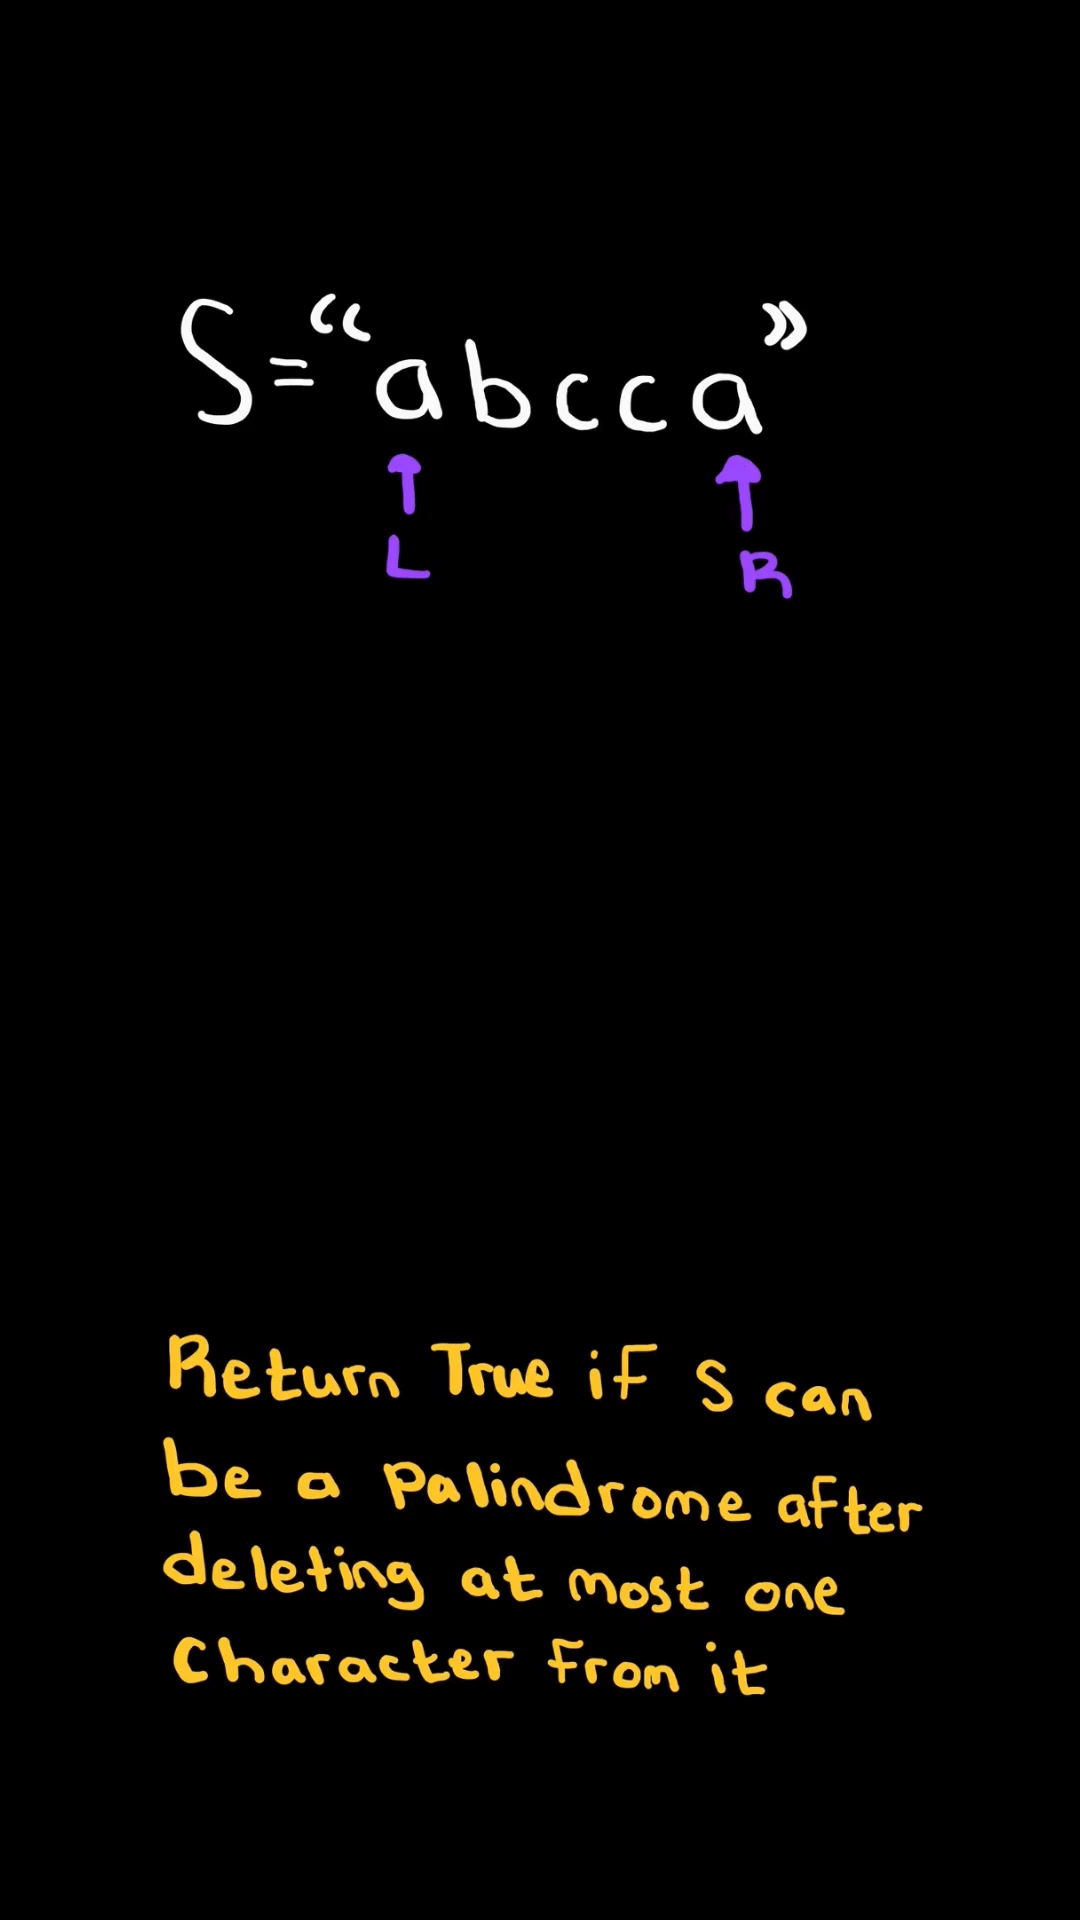 S="abcca"
L R
Return True if S can
be a palindrome after
deleting at most one
character from it